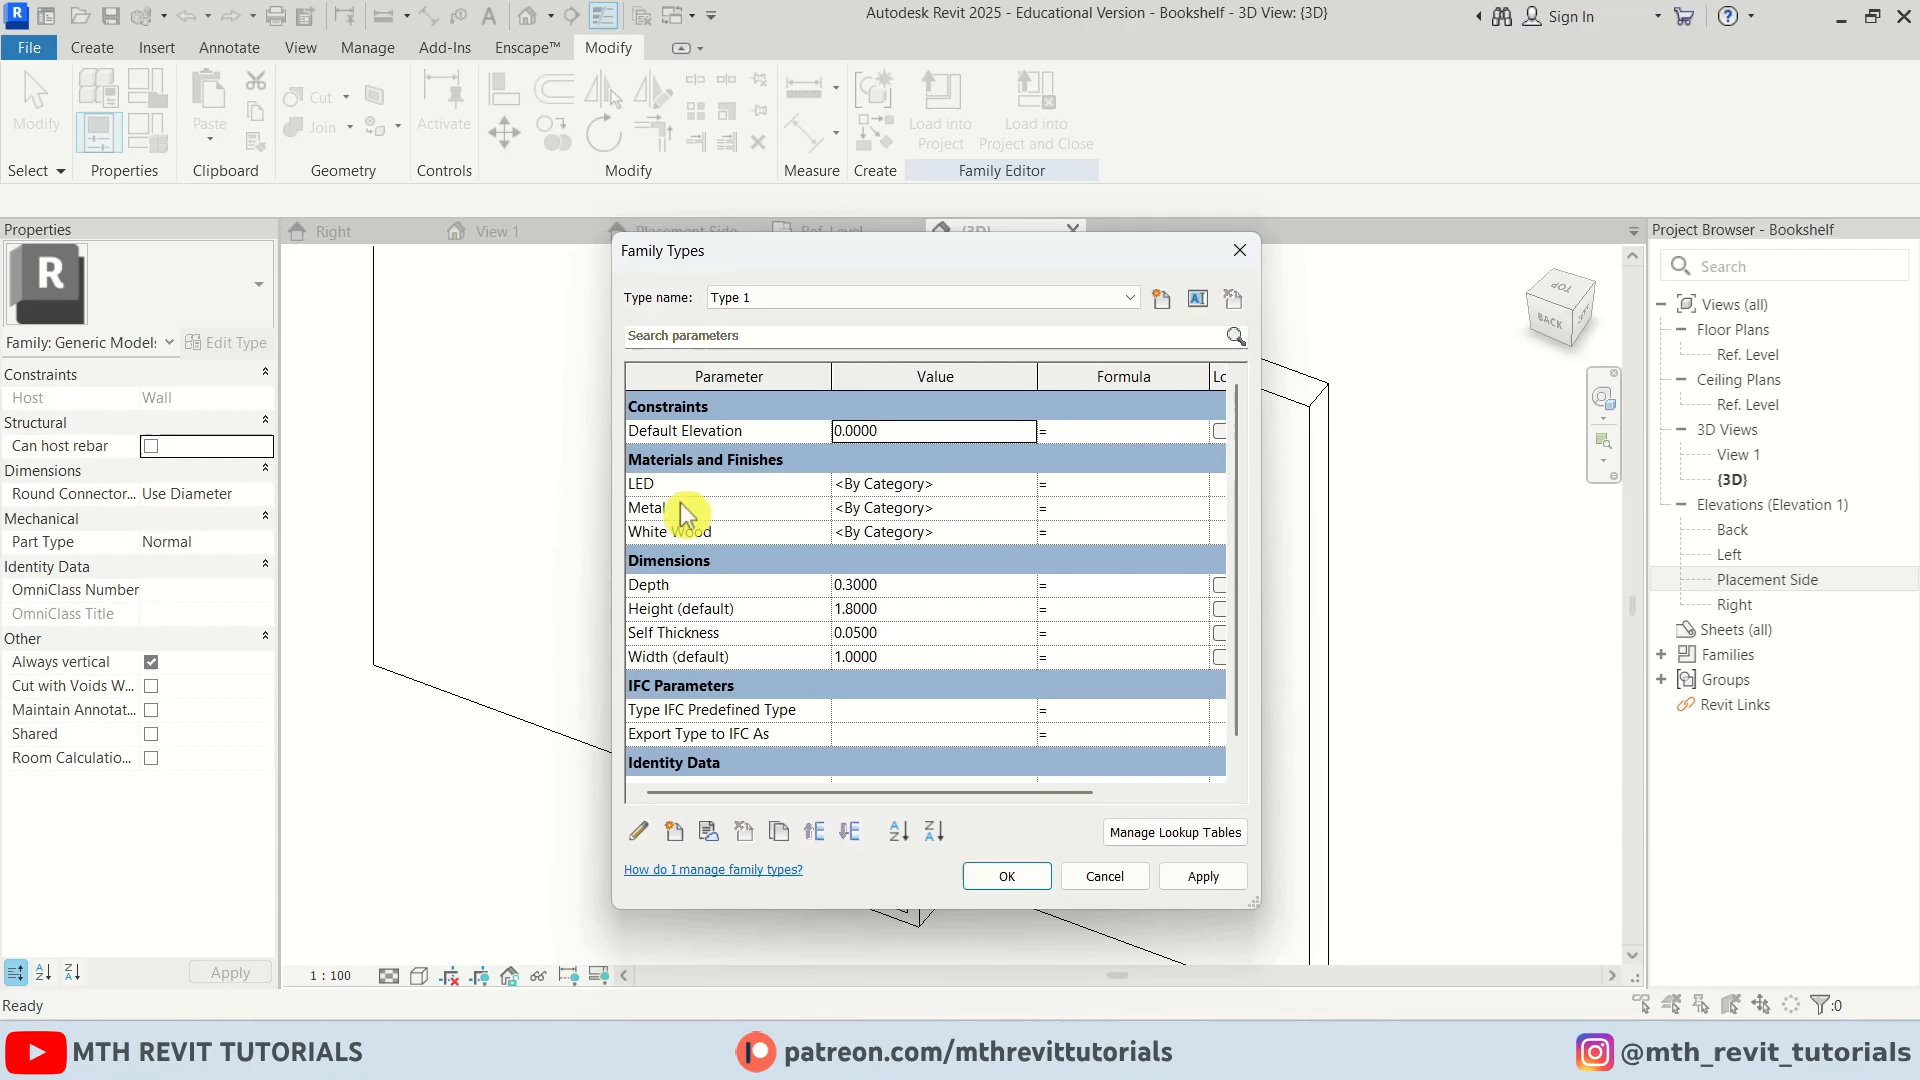 Autodesk Revit 2025 - Educational Version - Bookshelf - 3D View: {3D}
Sign In
File Create Insert Annotate View Manage Add-Ins Enscape™ Modify
Modify
Paste
Cut
Join
Activate
Load into Project
Load into Project and Close
Select Properties Clipboard Geometry Controls Modify Measure Create Family Editor
Properties
Right
View 1
Placement Side
Ref. Level
{3D}
R
Family: Generic Model: Edit Type
Constraints
Host Wall
Structural
Can host rebar
Dimensions
Round Connector... Use Diameter
Mechanical
Part Type Normal
Identity Data
OmniClass Number
OmniClass Title
Other
Always vertical
Cut with Voids W...
Maintain Annotat...
Shared
Room Calculatio...
Apply
Family Types
Type name: Type 1
Search parameters
Parameter Value Formula Lo
Constraints
Default Elevation 0.0000 =
Materials and Finishes
LED <By Category> =
Metal <By Category> =
White Wood <By Category> =
Dimensions
Depth 0.3000 =
Height (default) 1.8000 =
Self Thickness 0.0500 =
Width (default) 1.0000 =
IFC Parameters
Type IFC Predefined Type =
Export Type to IFC As =
Identity Data
Manage Lookup Tables
How do I manage family types?
OK Cancel Apply
TOP
BACK
Project Browser - Bookshelf
Search
Views (all)
Floor Plans
Ref. Level
Ceiling Plans
Ref. Level
3D Views
View 1
{3D}
Elevations (Elevation 1)
Back
Left
Placement Side
Right
Sheets (all)
Families
Groups
Revit Links
1 : 100
Ready
:0
MTH REVIT TUTORIALS
patreon.com/mthrevittutorials
@mth_revit_tutorials